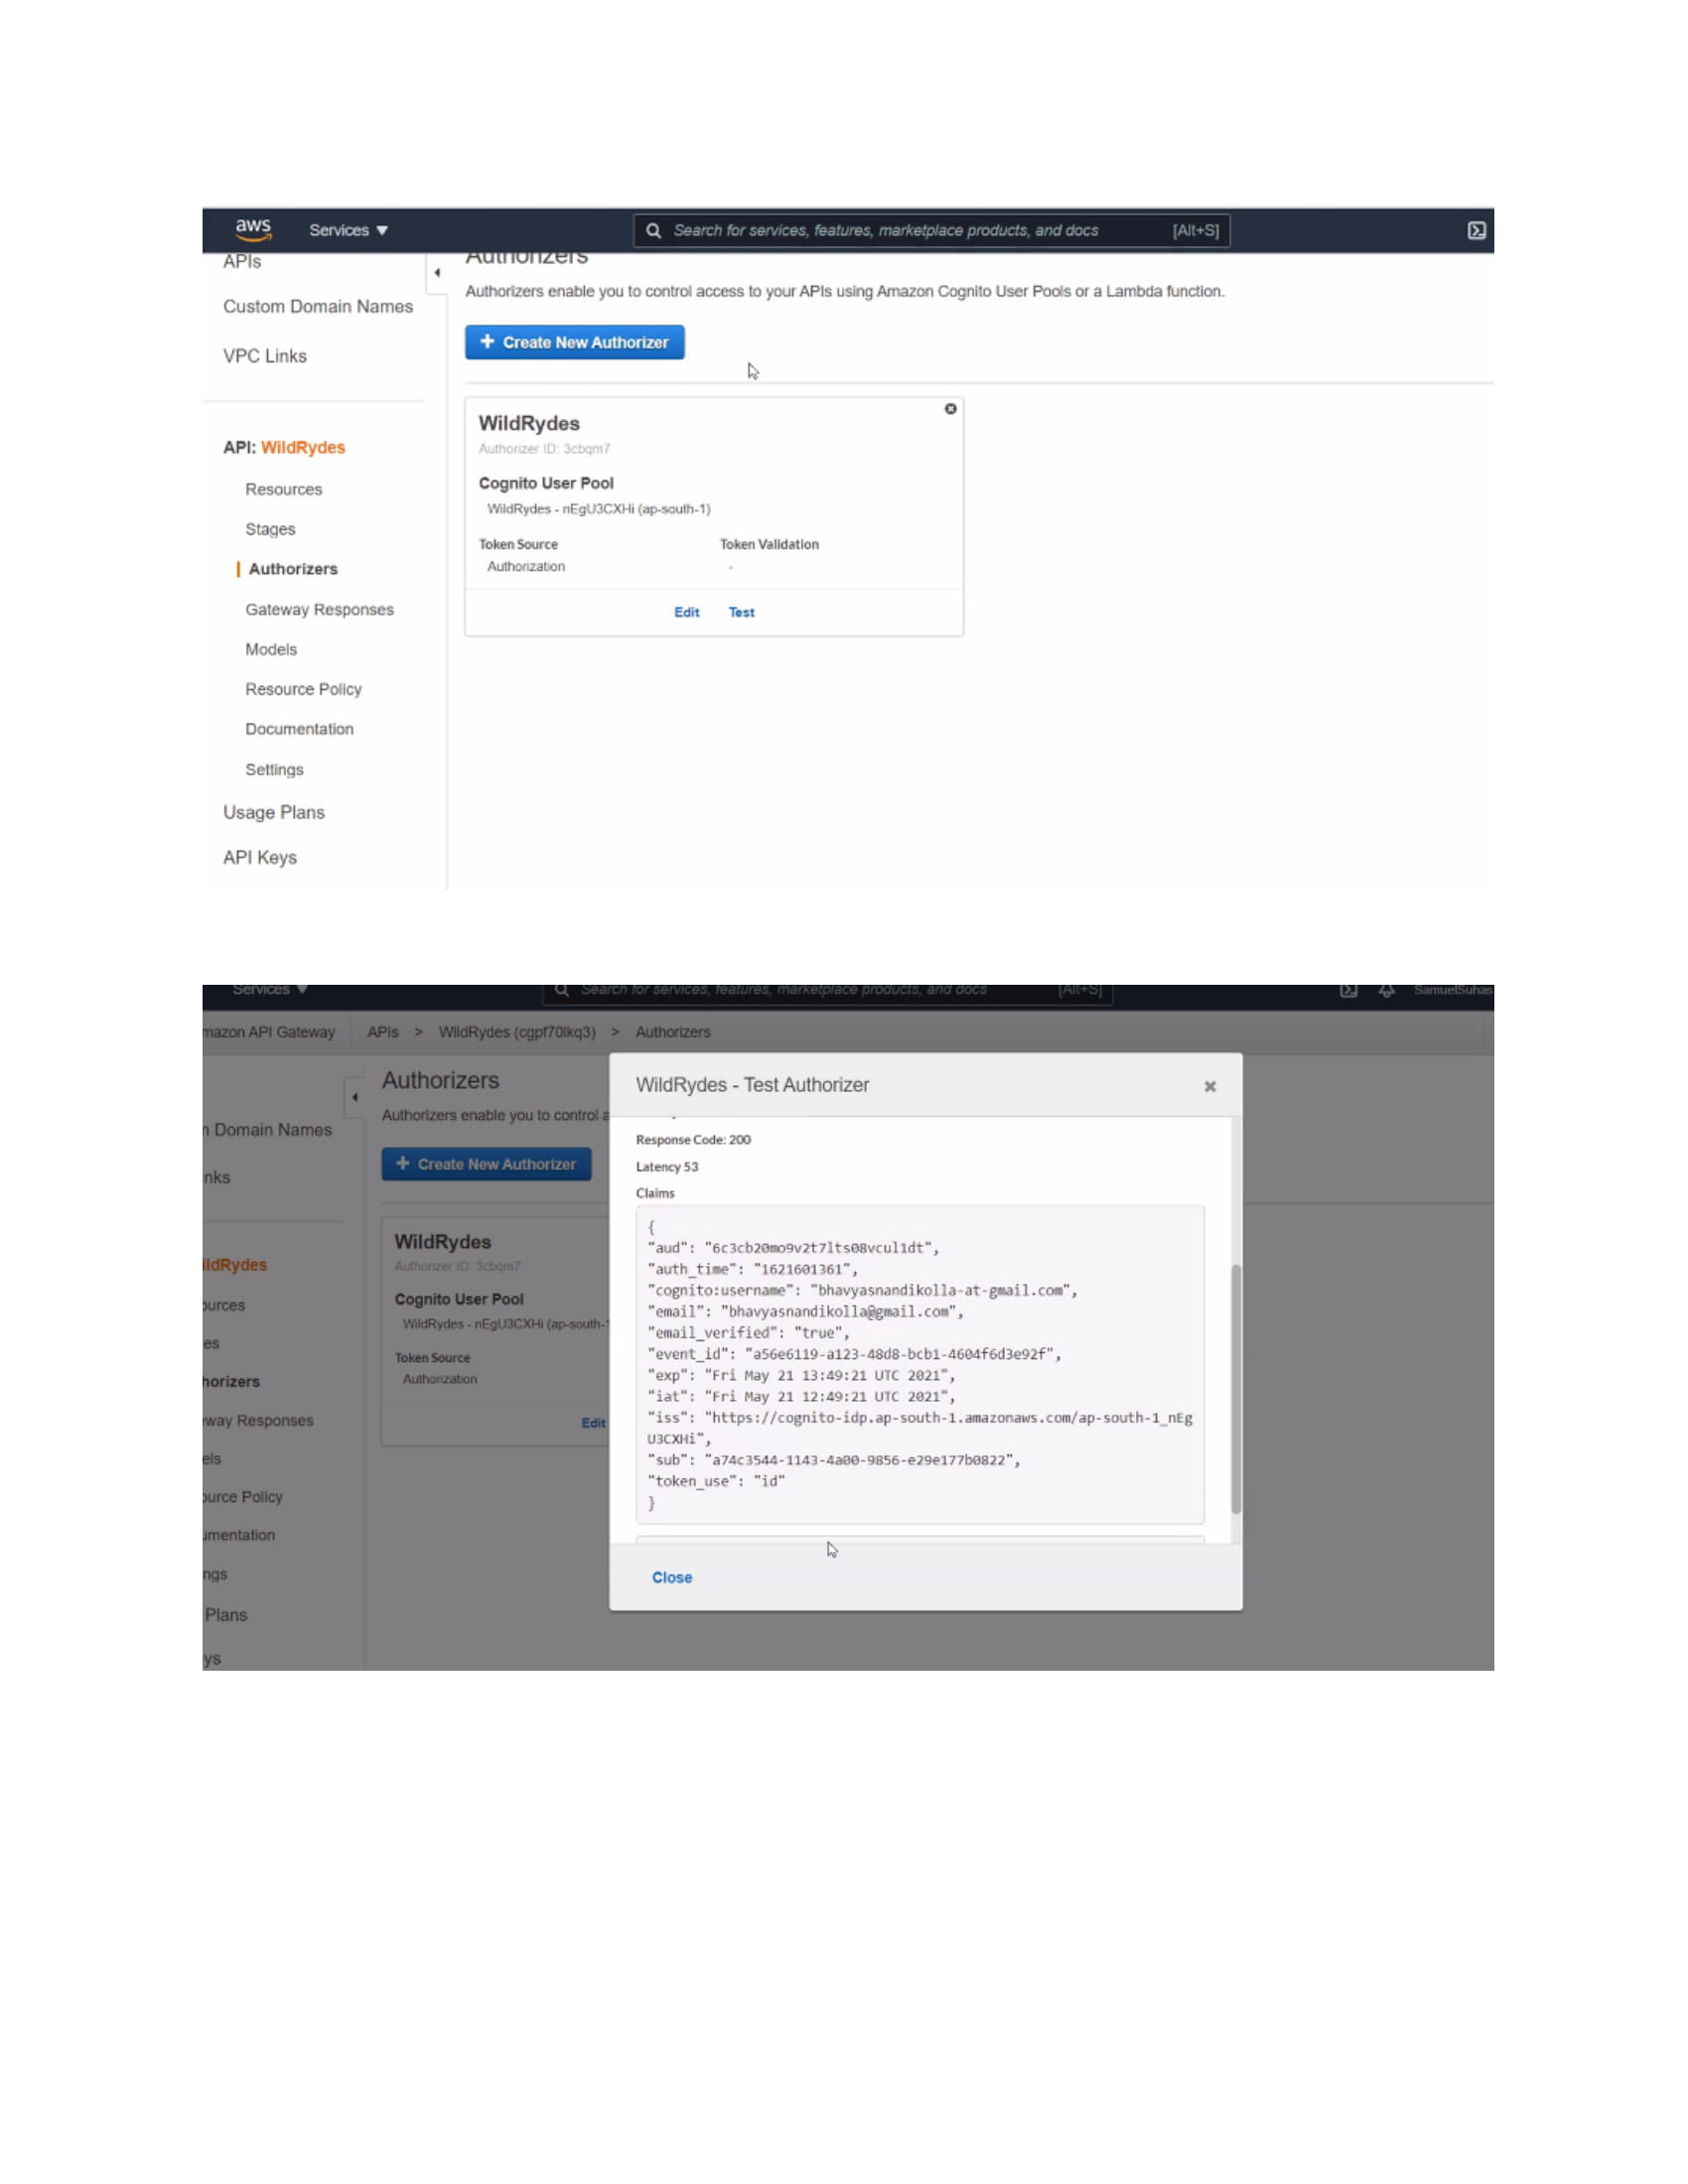 aws Services ▼ Search for services, features, marketplace products, and docs [Alt+S]
APIs
Custom Domain Names
VPC Links
API: WildRydes
Resources
Stages
Authorizers
Gateway Responses
Models
Resource Policy
Documentation
Settings
Usage Plans
API Keys
Authorizers
Authorizers enable you to control access to your APIs using Amazon Cognito User Pools or a Lambda function.
+ Create New Authorizer
WildRydes
Authorizer ID: 3cbqm7
Cognito User Pool
WildRydes - nEgU3CXHi (ap-south-1)
Token Source Token Validation
Authorization -
Edit Test
Services ▼ Search for services, features, marketplace products, and docs [Alt+S] SamuelSuhas
mazon API Gateway APIs > WildRydes (cgpf70lkq3) > Authorizers
n Domain Names
nks
ildRydes
ources
es
horizers
eway Responses
els
ource Policy
umentation
ngs
Plans
ys
Authorizers
Authorizers enable you to control a
+ Create New Authorizer
WildRydes
Authorizer ID: 3cbqm7
Cognito User Pool
WildRydes - nEgU3CXHi (ap-south-1
Token Source
Authorization
Edit
WildRydes - Test Authorizer
Response Code: 200
Latency 53
Claims
{
"aud": "6c3cb20mo9v2t7lts08vcul1dt",
"auth_time": "1621601361",
"cognito:username": "bhavyasnandikolla-at-gmail.com",
"email": "bhavyasnandikolla@gmail.com",
"email_verified": "true",
"event_id": "a56e6119-a123-48d8-bcb1-4604f6d3e92f",
"exp": "Fri May 21 13:49:21 UTC 2021",
"iat": "Fri May 21 12:49:21 UTC 2021",
"iss": "https://cognito-idp.ap-south-1.amazonaws.com/ap-south-1_nEg
U3CXHi",
"sub": "a74c3544-1143-4a00-9856-e29e177b0822",
"token_use": "id"
}
Close